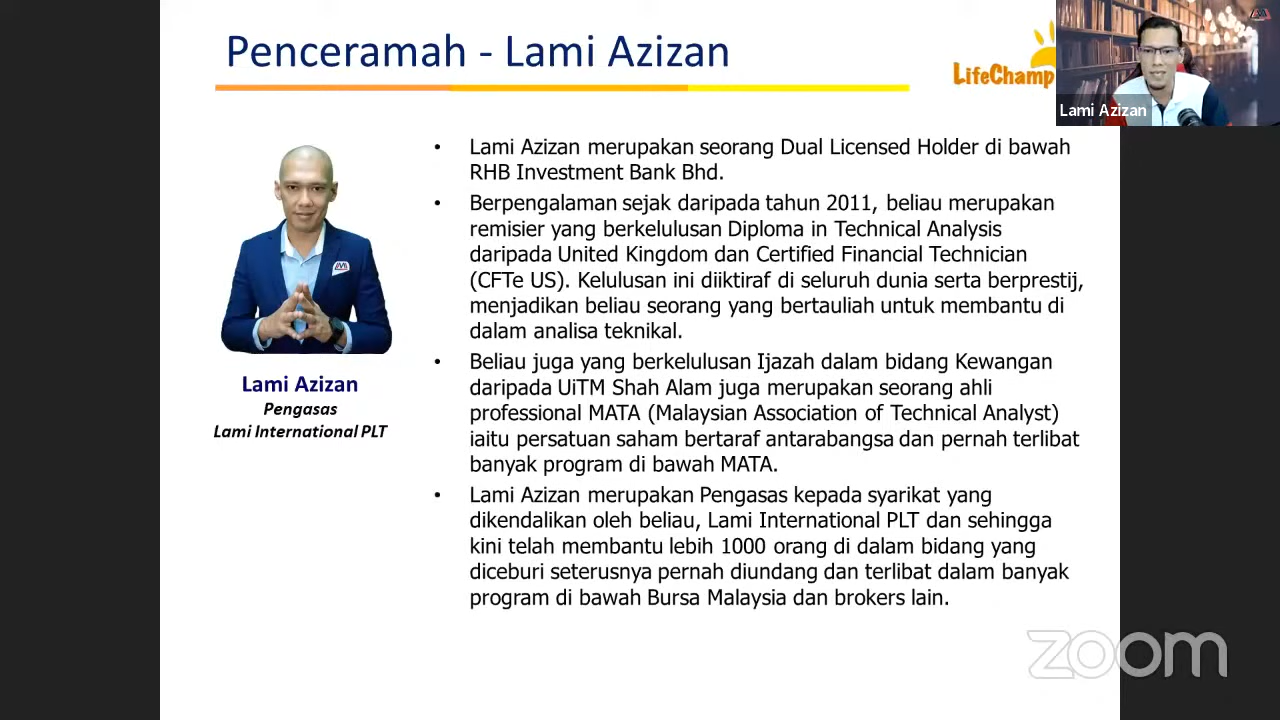 Penceramah - Lami Azizan
LifeChamp
Lami Azizan
Lami Azizan
Pengasas
Lami International PLT
• Lami Azizan merupakan seorang Dual Licensed Holder di bawah
RHB Investment Bank Bhd.
• Berpengalaman sejak daripada tahun 2011, beliau merupakan
remisier yang berkelulusan Diploma in Technical Analysis
daripada United Kingdom dan Certified Financial Technician
(CFTe US). Kelulusan ini diiktiraf di seluruh dunia serta berprestij,
menjadikan beliau seorang yang bertauliah untuk membantu di
dalam analisa teknikal.
• Beliau juga yang berkelulusan Ijazah dalam bidang Kewangan
daripada UiTM Shah Alam juga merupakan seorang ahli
professional MATA (Malaysian Association of Technical Analyst)
iaitu persatuan saham bertaraf antarabangsa dan pernah terlibat
banyak program di bawah MATA.
• Lami Azizan merupakan Pengasas kepada syarikat yang
dikendalikan oleh beliau, Lami International PLT dan sehingga
kini telah membantu lebih 1000 orang di dalam bidang yang
diceburi seterusnya pernah diundang dan terlibat dalam banyak
program di bawah Bursa Malaysia dan brokers lain.
zoom